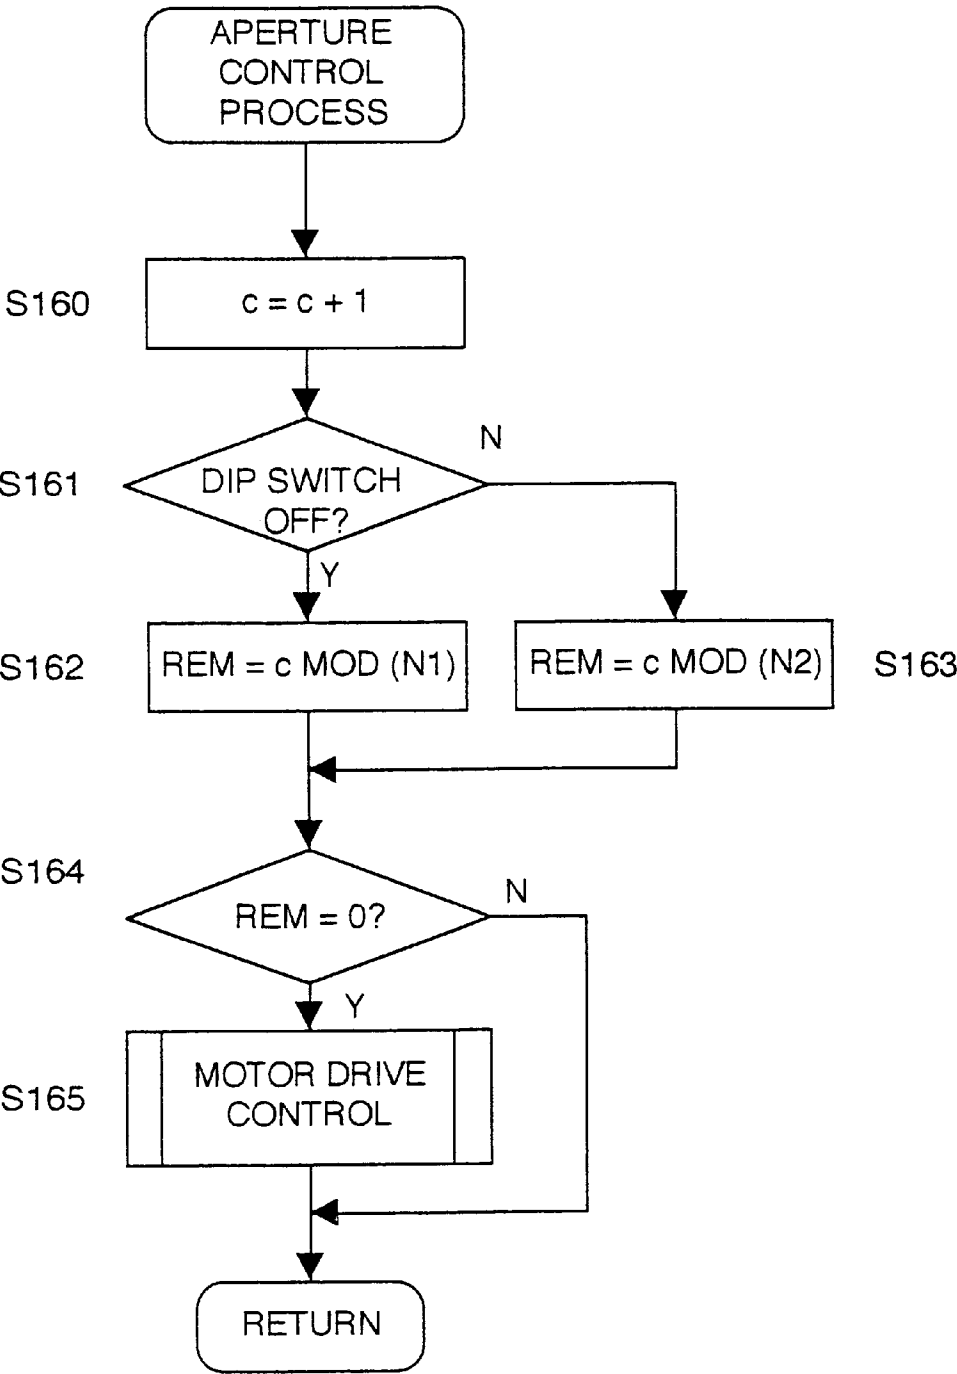 APERTURE
CONTROL
PROCESS
S160
c = c + 1
N
S161
DIP SWITCH
OFF?
Y
S162
REM = c MOD (N1)
REM = c MOD (N2)
S163
S164
N
REM = 0?
Y
S165
MOTOR DRIVE
CONTROL
RETURN